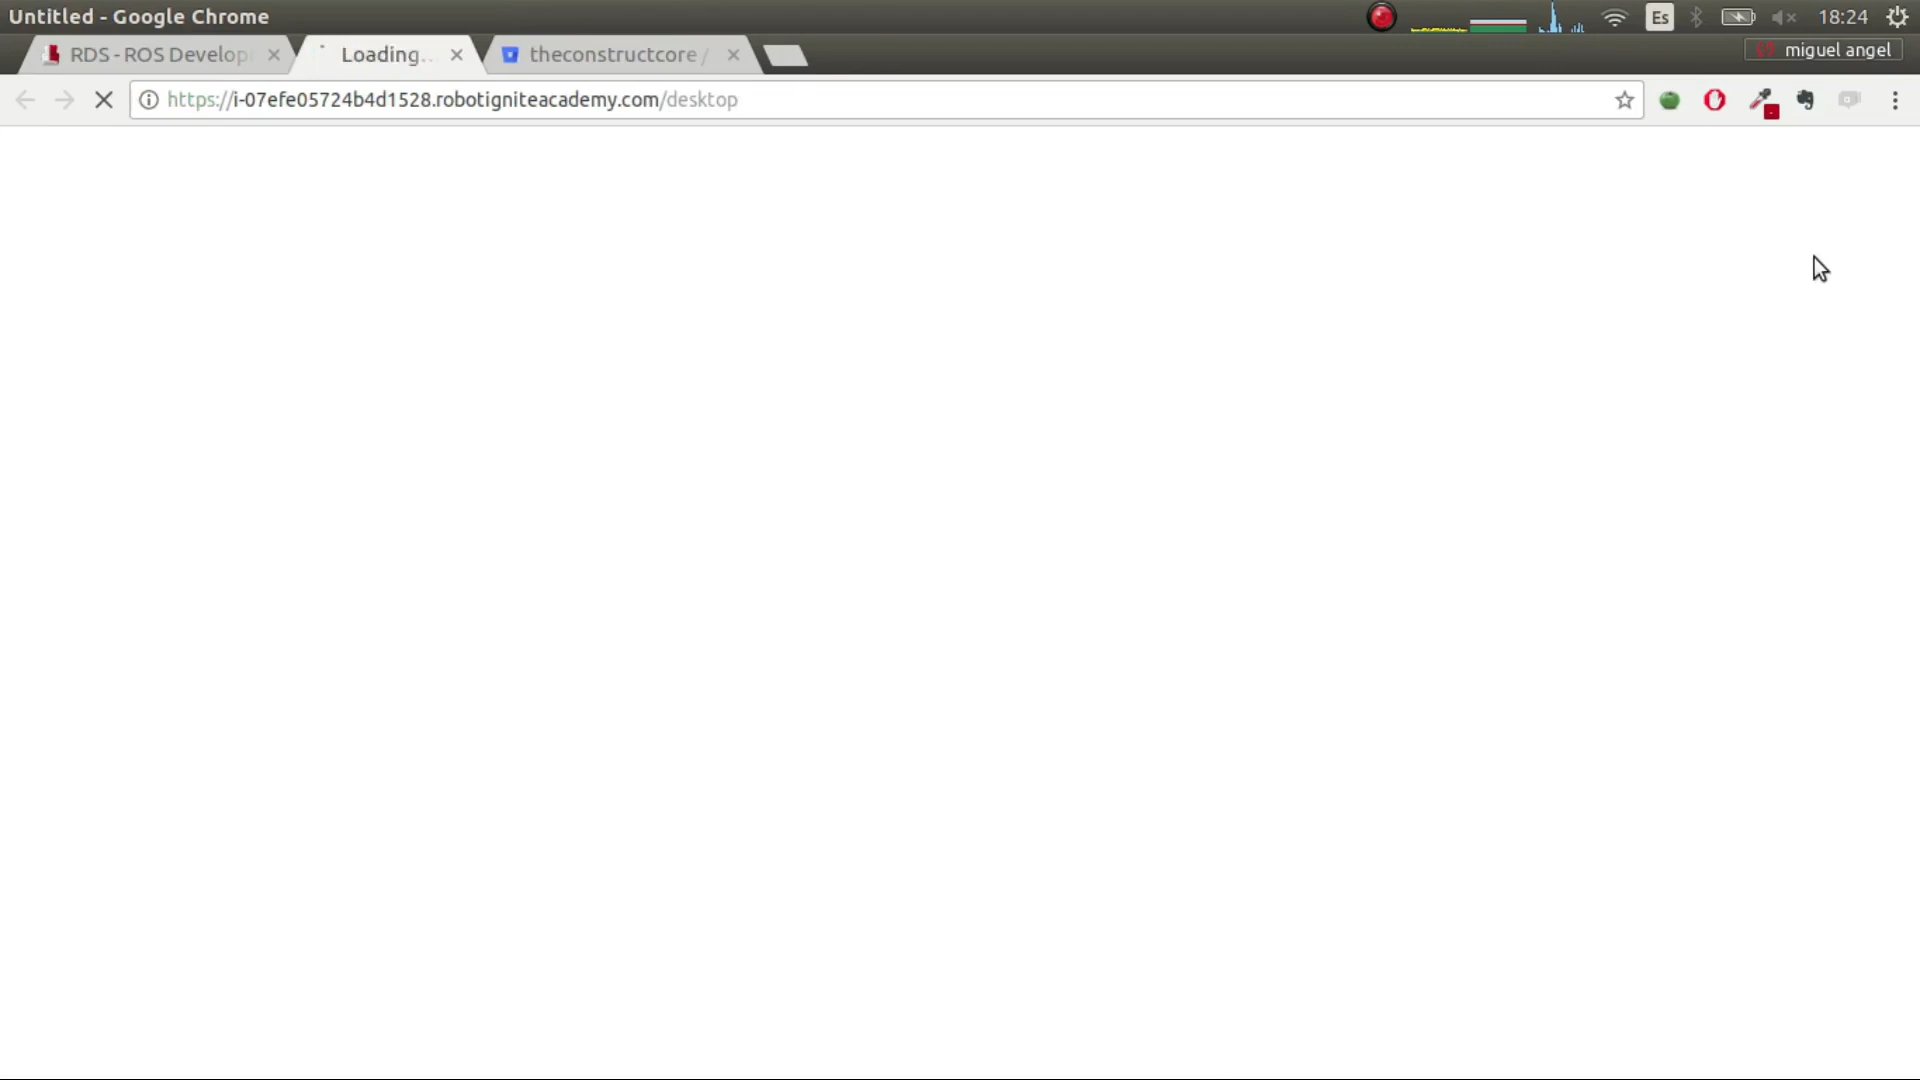 Untitled - Google Chrome
Es
18:24
RDS - ROS Develop
Loading...
theconstructcore /
miguel angel
https://i-07efe05724b4d1528.robotigniteacademy.com/desktop